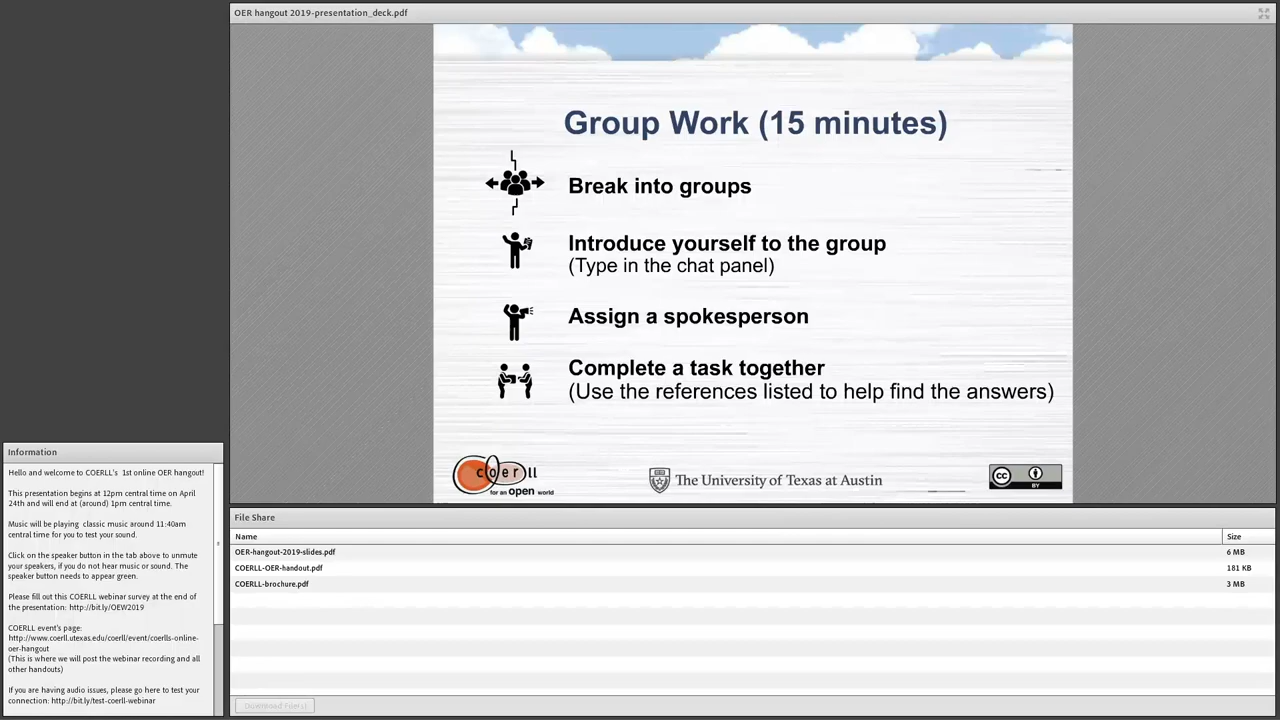 OER hangout 2019-presentation_deck.pdf
Group Work (15 minutes)
Break into groups
Introduce yourself to the group
(Type in the chat panel)
Assign a spokesperson
Complete a task together
(Use the references listed to help find the answers)
coerll
for an open world
The University of Texas at Austin
cc
BY
Information
Hello and welcome to COERLL's 1st online OER hangout!
This presentation begins at 12pm central time on April
24th and will end at (around) 1pm central time.
Music will be playing classic music around 11:40am
central time for you to test your sound.
Click on the speaker button in the tab above to unmute
your speakers, if you do not hear music or sound. The
speaker button needs to appear green.
Please fill out this COERLL webinar survey at the end of
the presentation: http://bit.ly/OEW2019
COERLL event's page:
http://www.coerll.utexas.edu/coerll/event/coerlls-online-
oer-hangout
(This is where we will post the webinar recording and all
other handouts)
If you are having audio issues, please go here to test your
connection: http://bit.ly/test-coerll-webinar
File Share
Name Size
OER-hangout-2019-slides.pdf 6 MB
COERLL-OER-handout.pdf 181 KB
COERLL-brochure.pdf 3 MB
Download File(s)